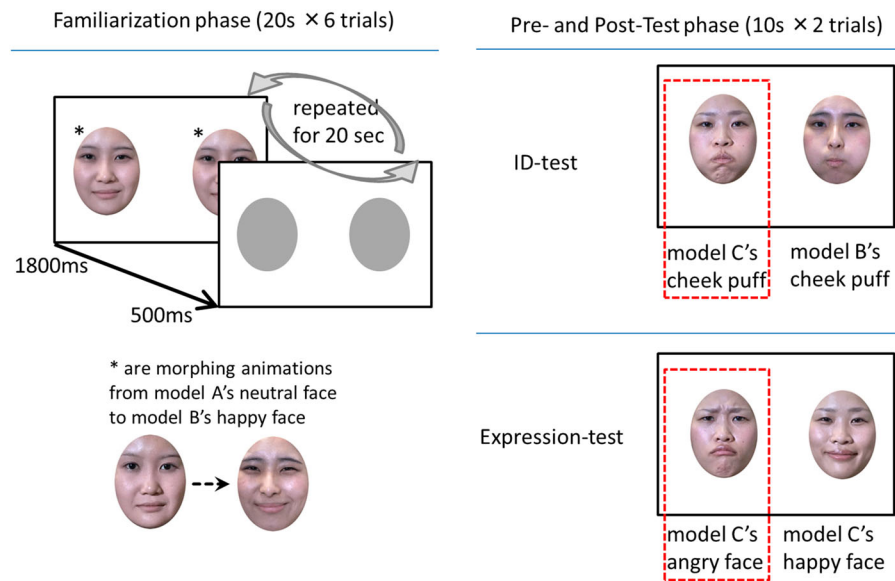 Familiarization phase (20s ×6 trials)
repeated
for 20 sec
*
*
1800ms
500ms
* are morphing animations
from model A's neutral face
to model B's happy face
Pre- and Post-Test phase (10s ×2 trials)
ID-test
model C's
cheek puff
model B's
cheek puff
Expression-test
model C's
angry face
model C's
happy face